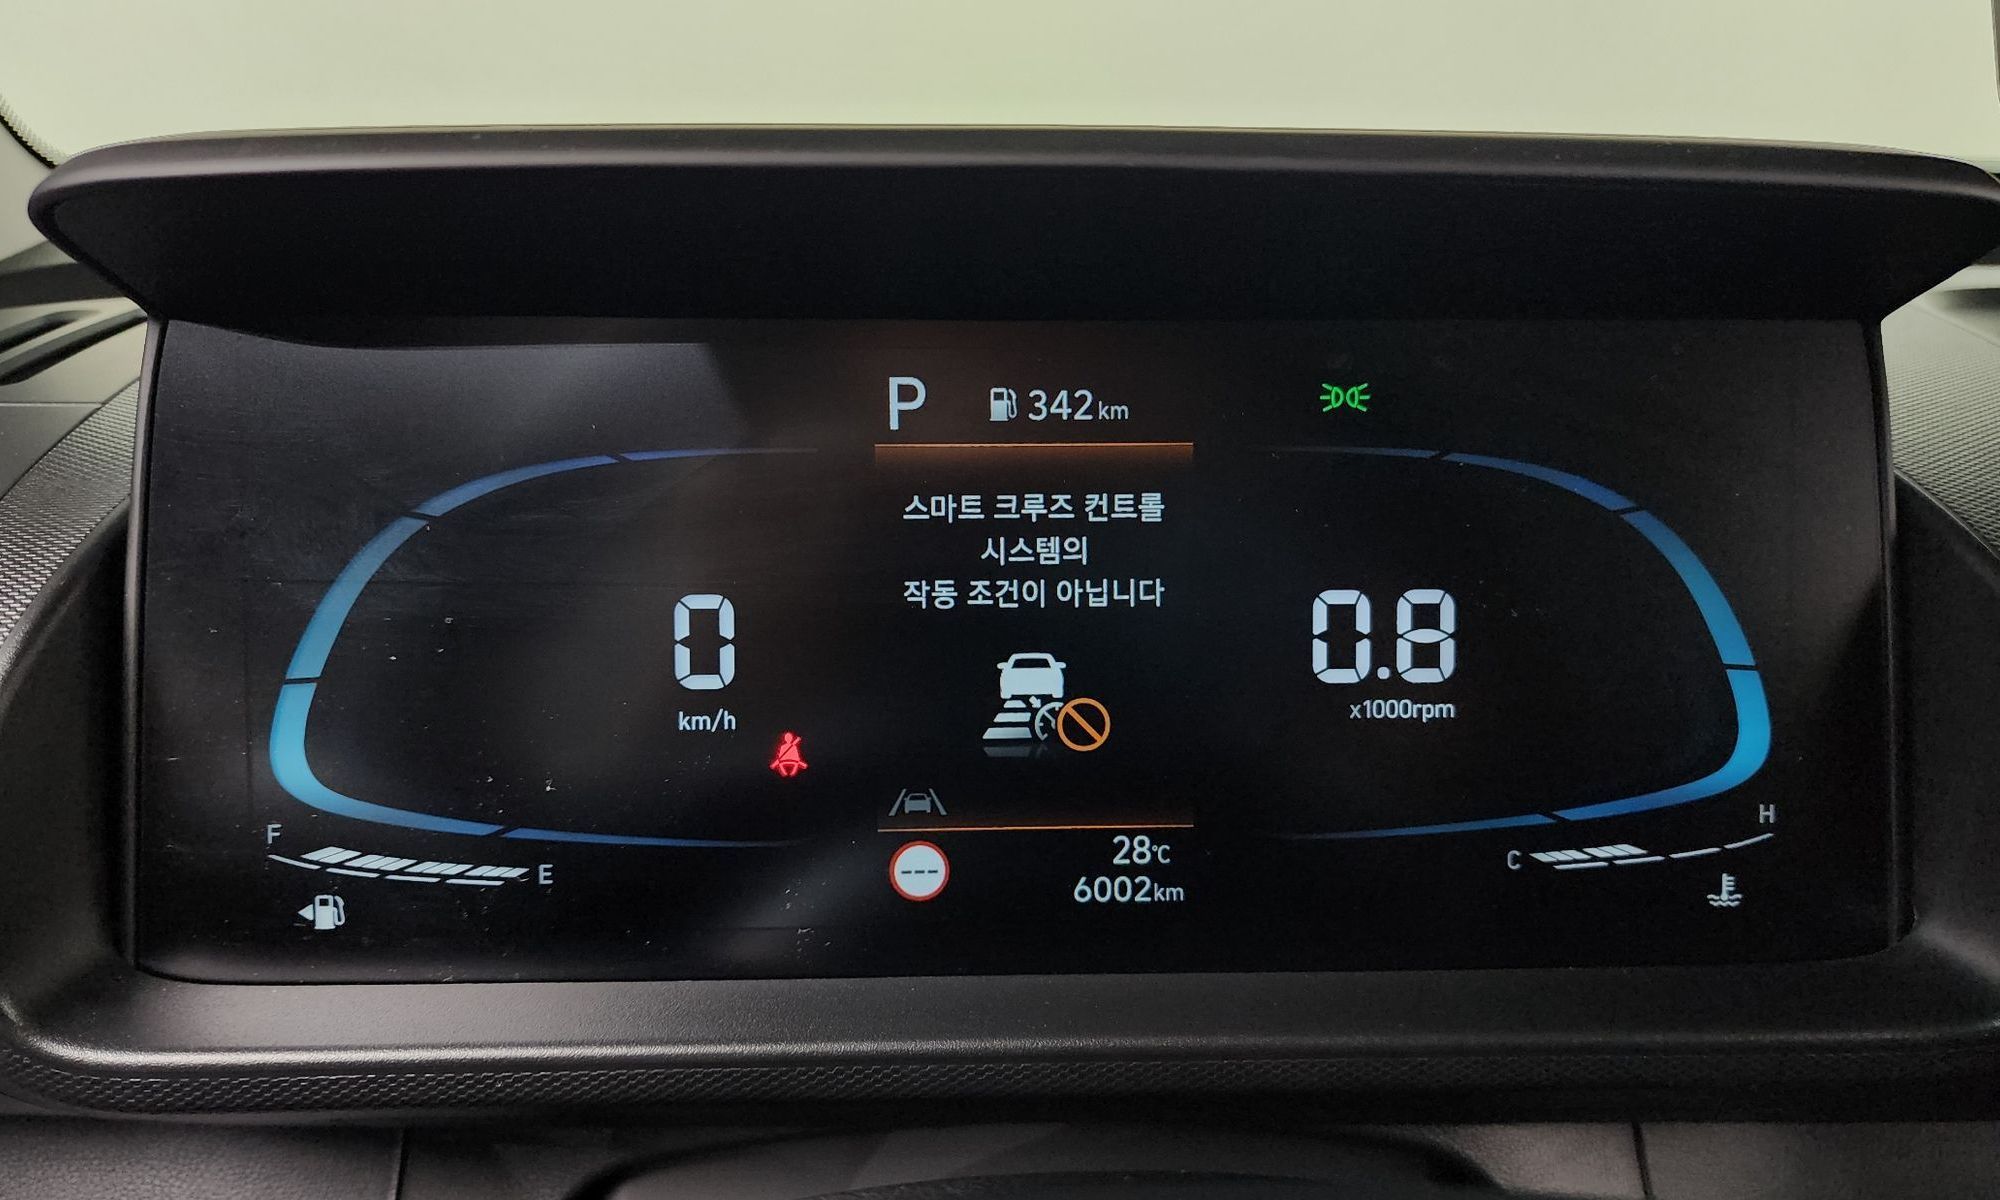 P 342km
스마트 크루즈 컨트롤
시스템의
작동 조건이 아닙니다
0
km/h
0.8
x1000rpm
F
E
---
28°C
6002km
C
H